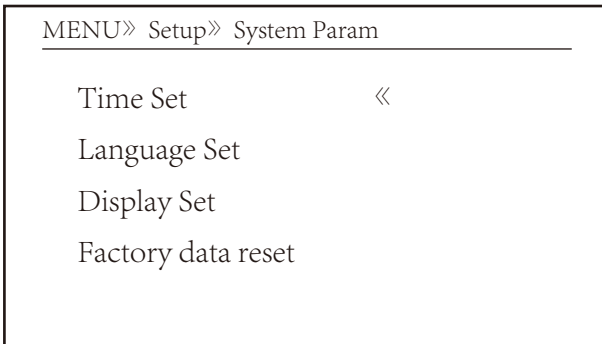 MENU》 Setup》 System Param
Time Set 《
Language Set
Display Set
Factory data reset